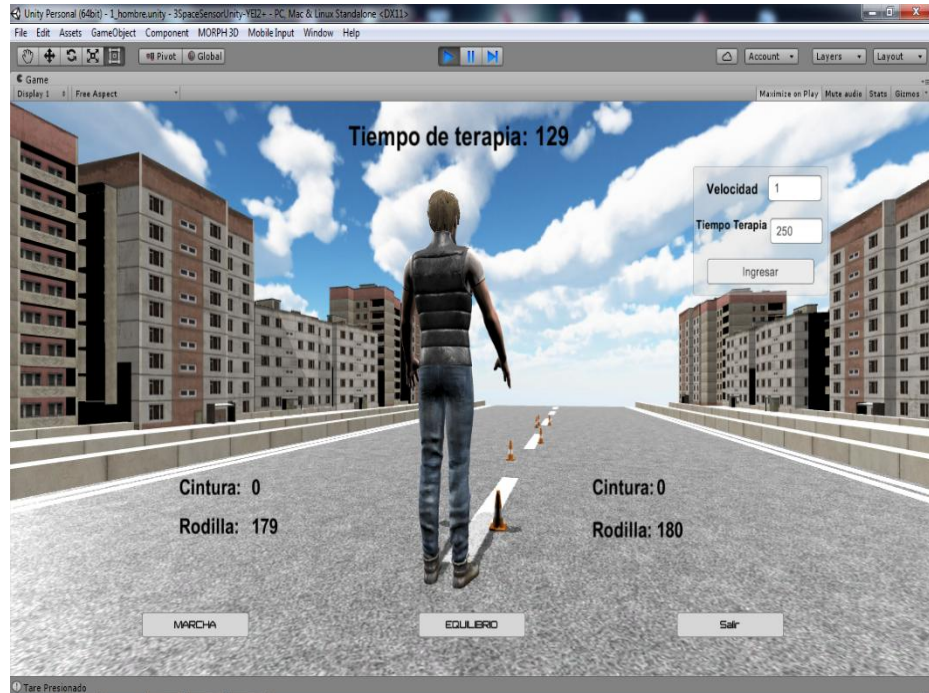 Unity Personal (64bit) - 1_hombre.unity - 3SpaceSensorUnity-YEI2+ - PC, Mac & Linux Standalone <DX11>
File Edit Assets GameObject Component MORPH 3D Mobile Input Window Help
Pivot Global Account Layers Layout
Game
Display 1 Free Aspect Maximize on Play Mute audio Stats Gizmos
Tiempo de terapia: 129
Velocidad 1
Tiempo Terapia 250
Ingresar
Cintura: 0 Cintura: 0
Rodilla: 179 Rodilla: 180
MARCHA EQUILIBRIO Salir
Tare Presionado